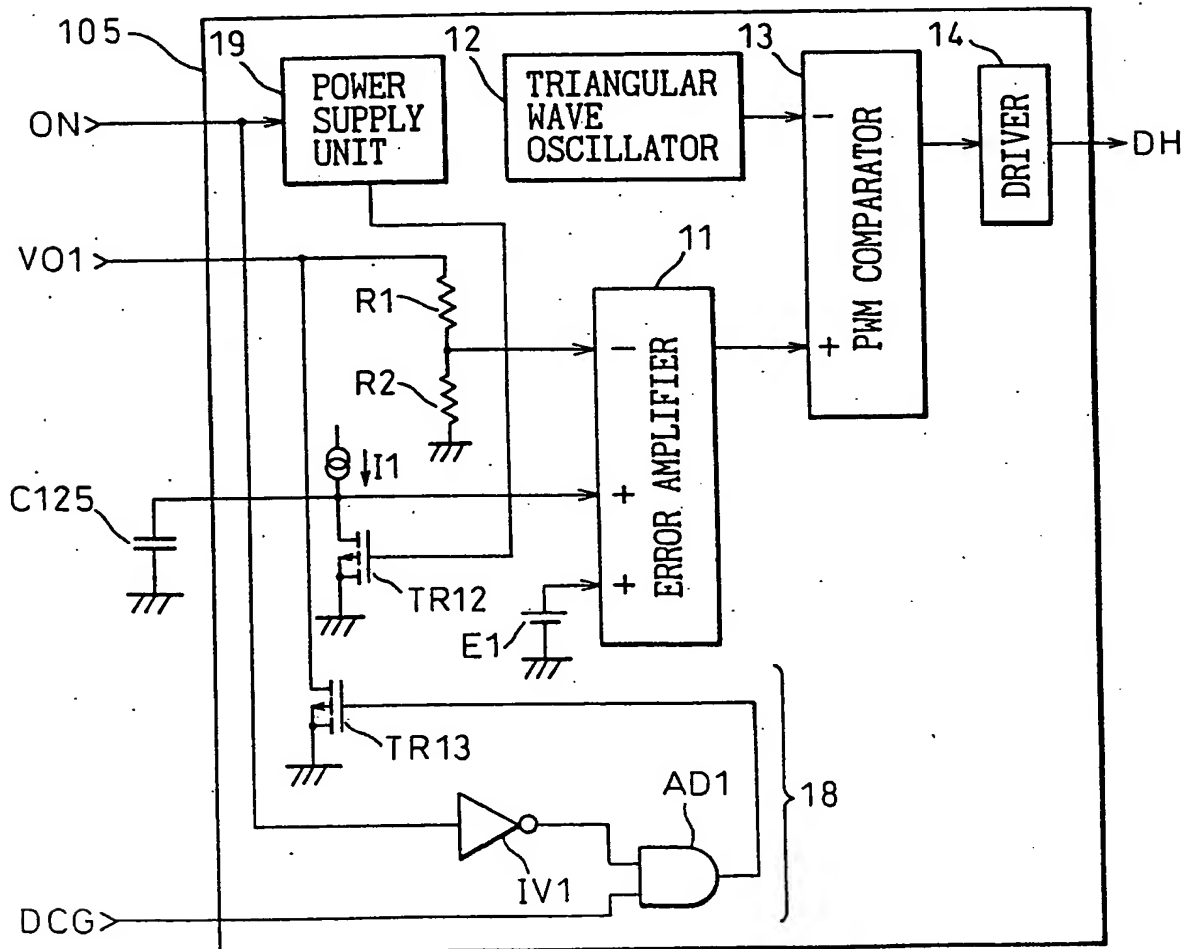 105
19
12
13
14
POWER
SUPPLY
UNIT
TRIANGULAR
WAVE
OSCILLATOR
ON
-
PWM COMPARATOR
+
DRIVER
DH
VO1
R1
R2
11
-
+
+
ERROR AMPLIFIER
I1
C125
TR12
E1
TR13
18
AD1
IV1
DCG